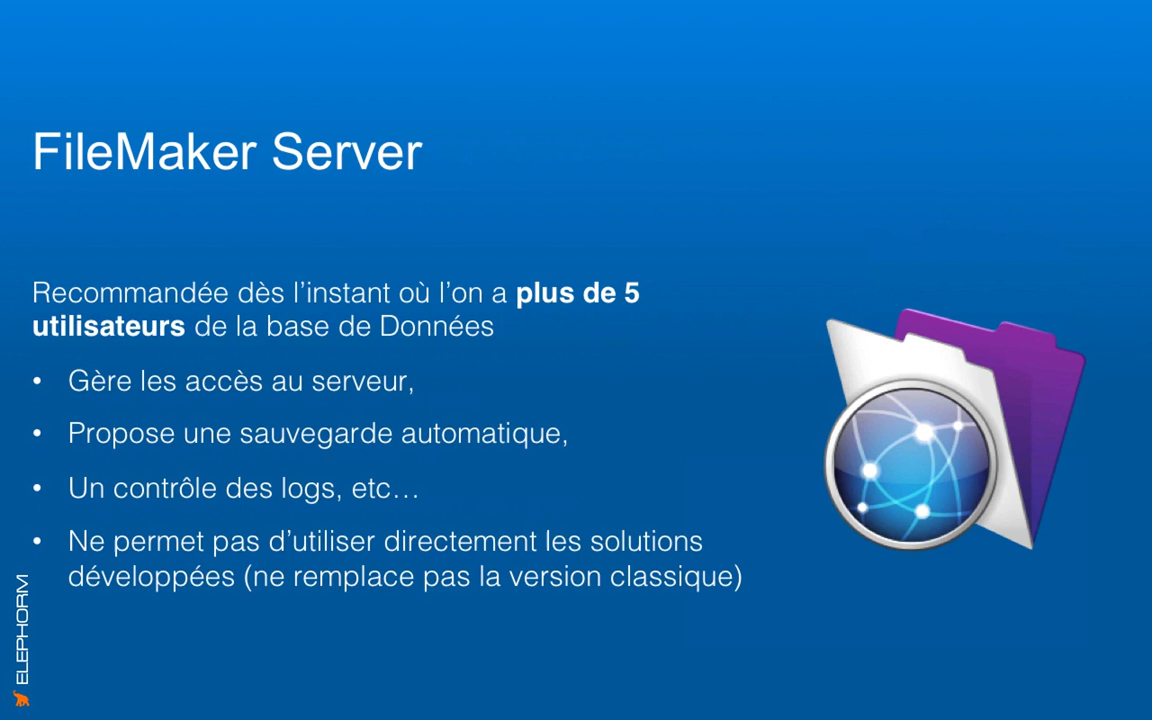 FileMaker Server
Recommandée dès l’instant où l’on a plus de 5
utilisateurs de la base de Données
• Gère les accès au serveur,
• Propose une sauvegarde automatique,
• Un contrôle des logs, etc…
• Ne permet pas d’utiliser directement les solutions
développées (ne remplace pas la version classique)
ELEPHORM